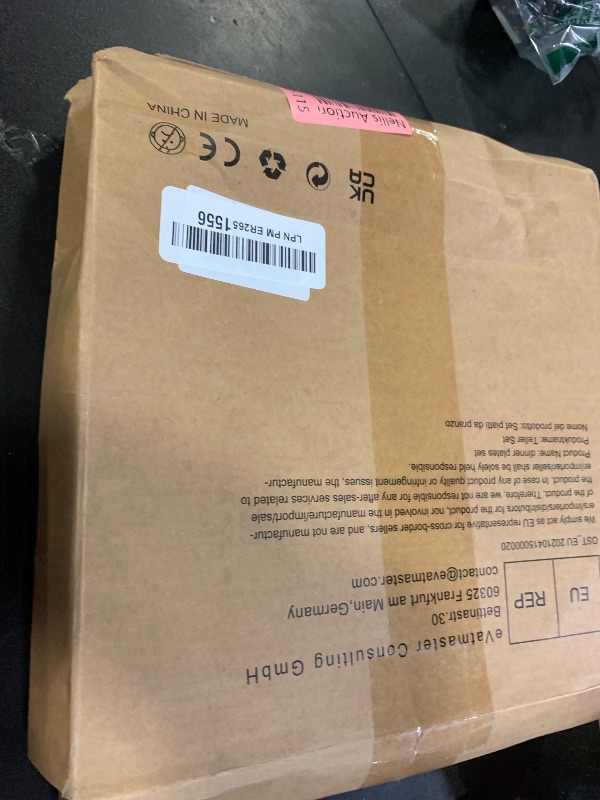 eVatmaster Consulting GmbH
Bettinastr.30
60325 Frankfurt am Main,Germany
contact@evatmaster.com
EU REP
OST_EU 2021041500020
We simply act as EU representative for cross-border sellers, and are not manufactur-
ers/importers/distributors for the product, nor involved in the manufacture/import/sale
of the product. Therefore, we are not responsible for any after-sales services related to
the product. In case of any product quality or infringement issues, the manufactur-
er/importer/seller shall be solely held responsible.
Product Name: dinner plates set
Produktname: Teller Set
Nome del prodotto: Set piatti da pranzo
LPN PM ER2651556
UK
CA
CE
MADE IN CHINA
Nellis Auction
115